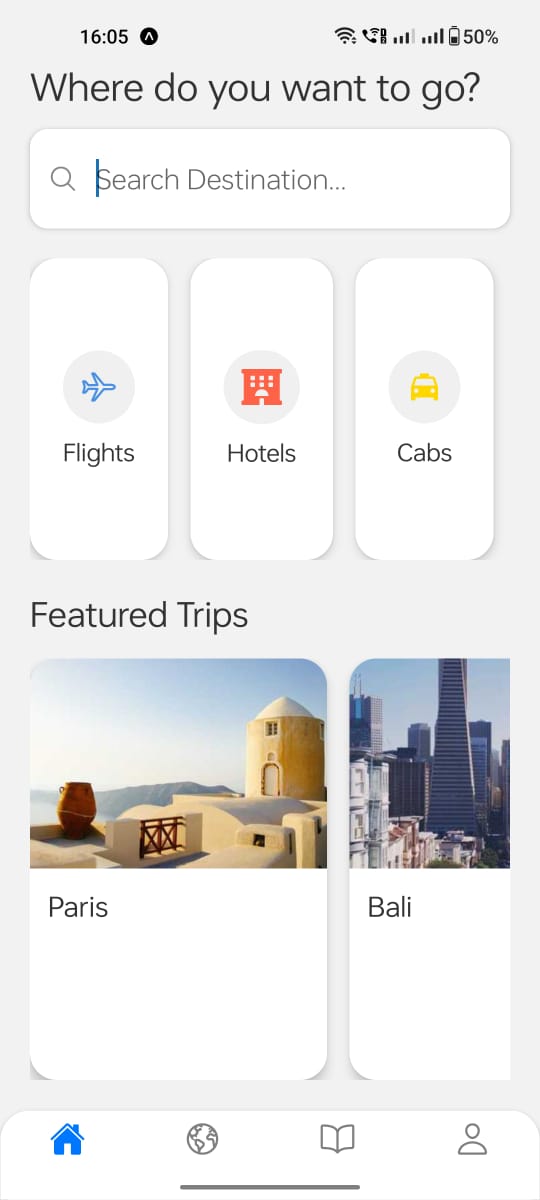 16:05
50%
Where do you want to go?
Search Destination...
Flights Hotels Cabs
Featured Trips
Paris Bali